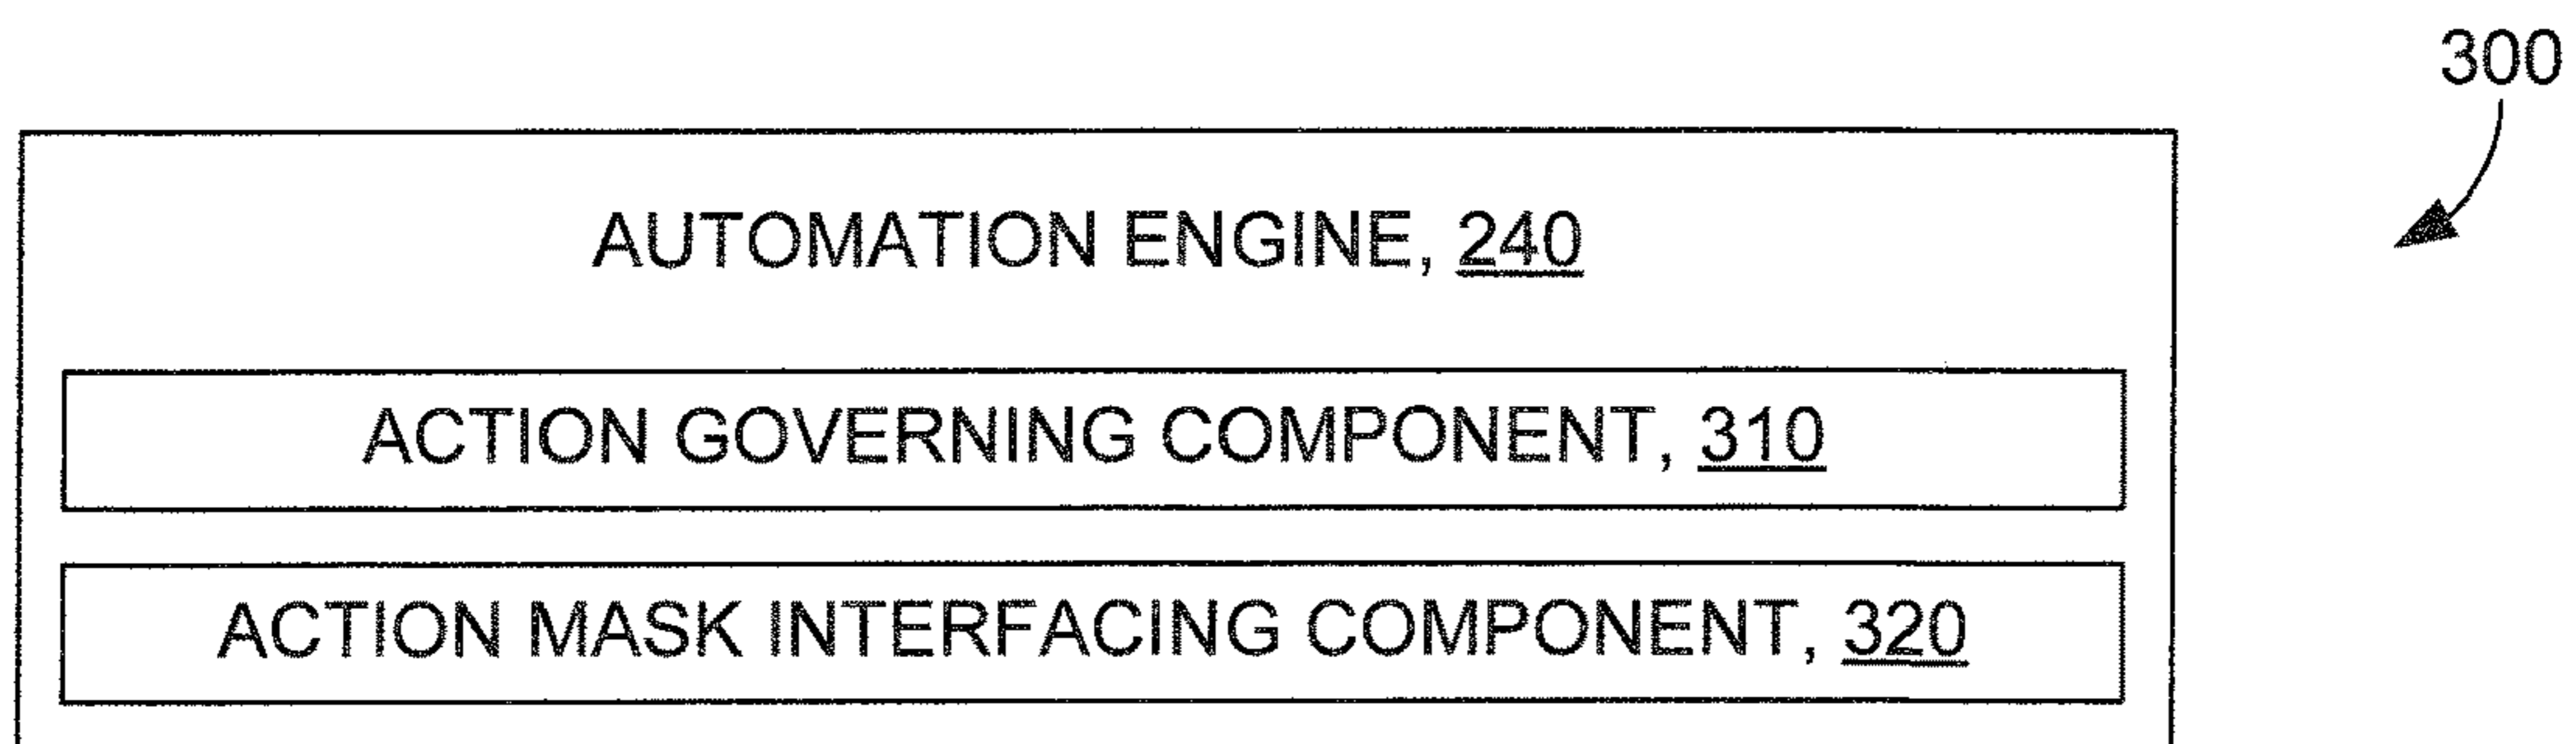 300
AUTOMATION ENGINE, 240
ACTION GOVERNING COMPONENT, 310
ACTION MASK INTERFACING COMPONENT, 320